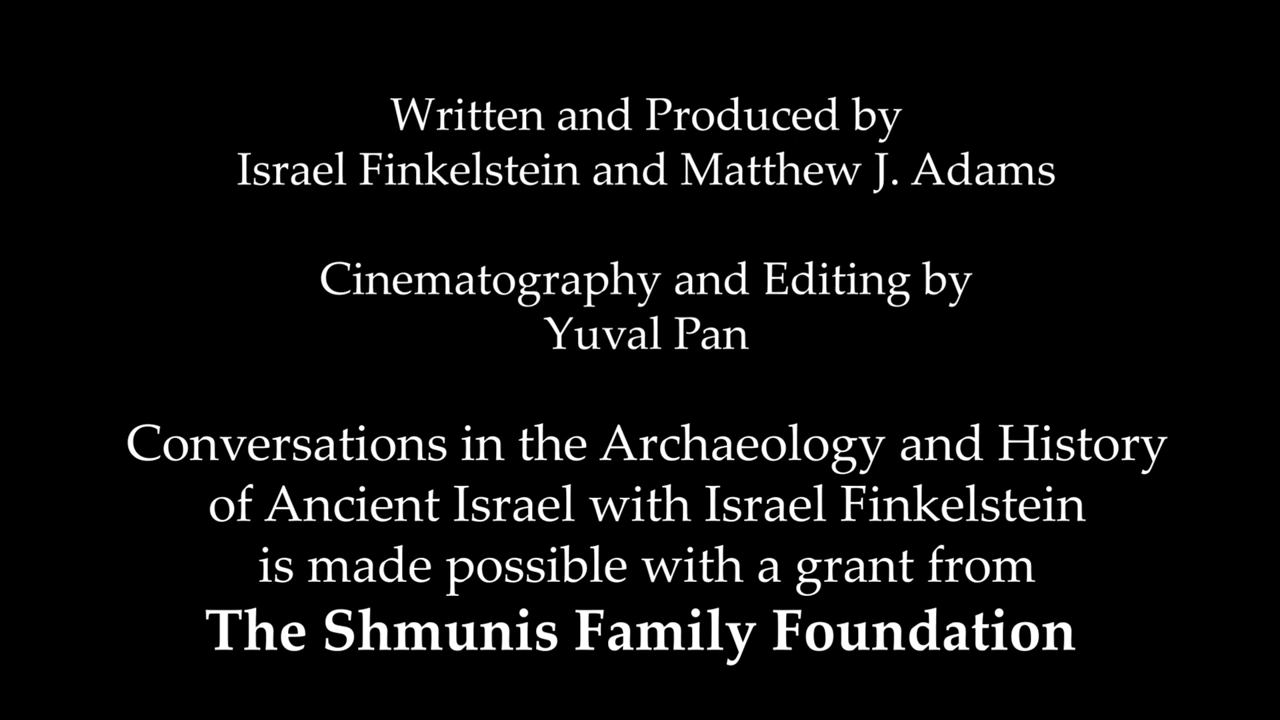 Written and Produced by
Israel Finkelstein and Matthew J. Adams
Cinematography and Editing by
Yuval Pan
Conversations in the Archaeology and History
of Ancient Israel with Israel Finkelstein
is made possible with a grant from
The Shmunis Family Foundation